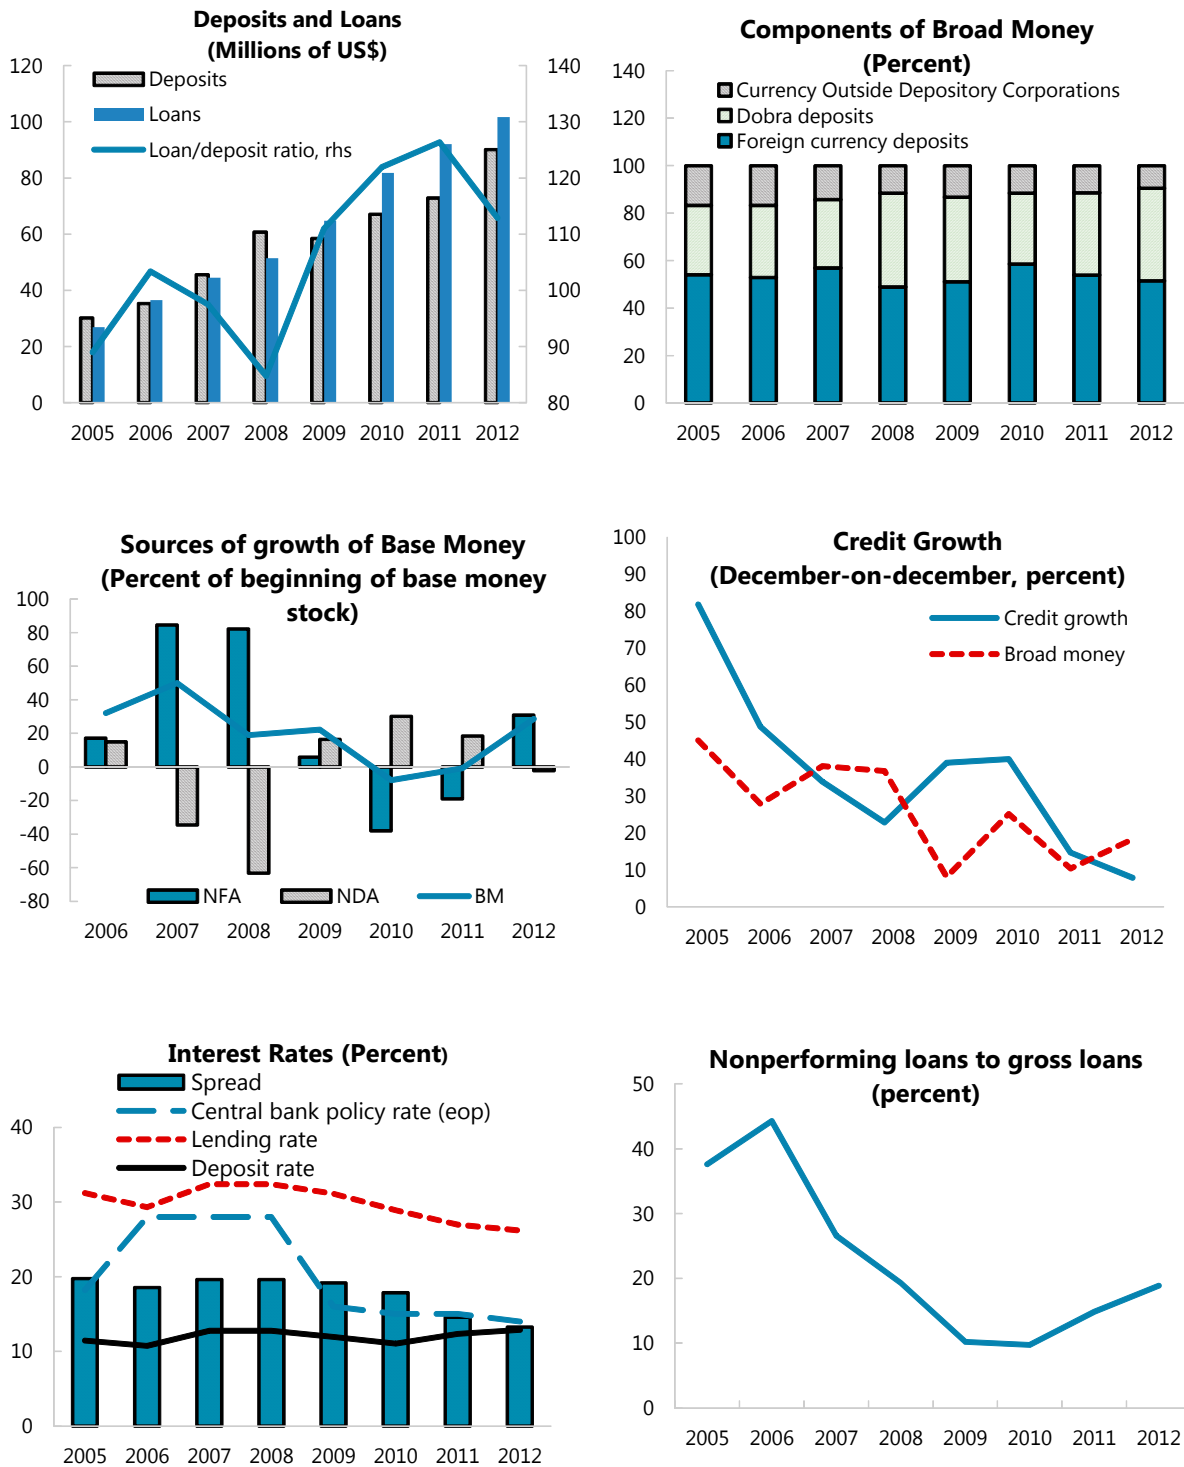 Deposits and Loans
(Millions of US$)
120
100
80
60
40
20
0
140
130
120
110
100
90
80
Deposits
Loans
Loan/deposit ratio, rhs
2005 2006 2007 2008 2009 2010 2011 2012
Components of Broad Money
(Percent)
140
120
100
80
60
40
20
0
Currency Outside Depository Corporations
Dobra deposits
Foreign currency deposits
2005 2006 2007 2008 2009 2010 2011 2012
Sources of growth of Base Money
(Percent of beginning of base money
stock)
100
80
60
40
20
0
-20
-40
-60
-80
NFA NDA BM
2006 2007 2008 2009 2010 2011 2012
Credit Growth
(December-on-december, percent)
100
90
80
70
60
50
40
30
20
10
0
Credit growth
Broad money
2005 2006 2007 2008 2009 2010 2011 2012
Interest Rates (Percent)
Spread
Central bank policy rate (eop)
Lending rate
Deposit rate
40
30
20
10
0
2005 2006 2007 2008 2009 2010 2011 2012
Nonperforming loans to gross loans
(percent)
50
40
30
20
10
0
2005 2006 2007 2008 2009 2010 2011 2012